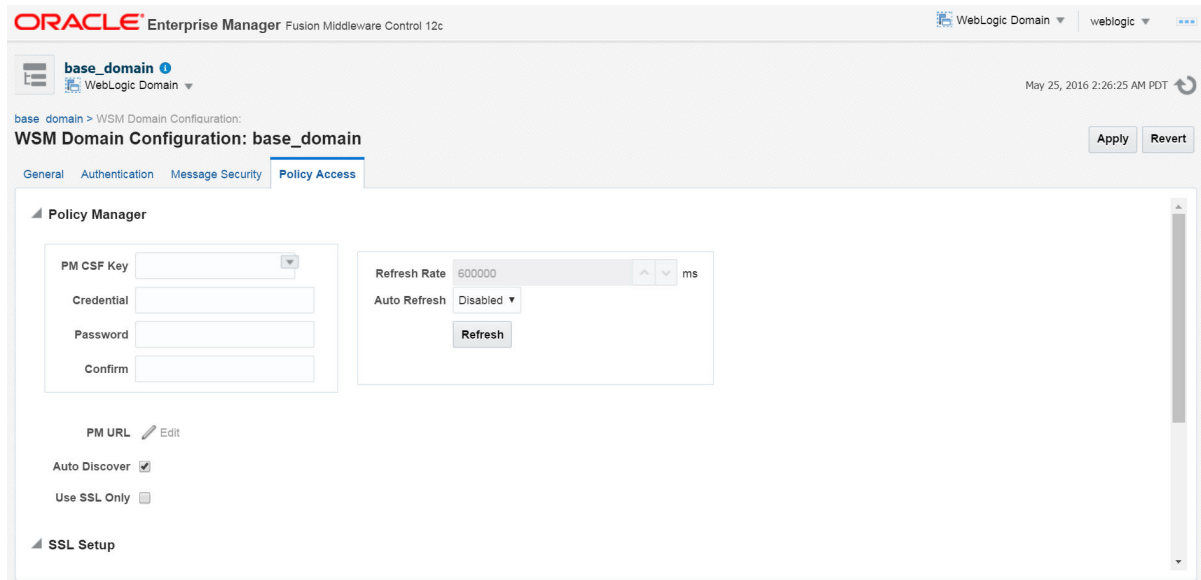 ORACLE Enterprise Manager Fusion Middleware Control 12c
WebLogic Domain
weblogic
base_domain
WebLogic Domain
May 25, 2016 2:26:25 AM PDT
base_domain > WSM Domain Configuration:
WSM Domain Configuration: base_domain
Apply
Revert
General
Authentication
Message Security
Policy Access
Policy Manager
PM CSF Key
Credential
Password
Confirm
Refresh Rate 600000 ms
Auto Refresh Disabled
Refresh
PM URL Edit
Auto Discover
Use SSL Only
SSL Setup